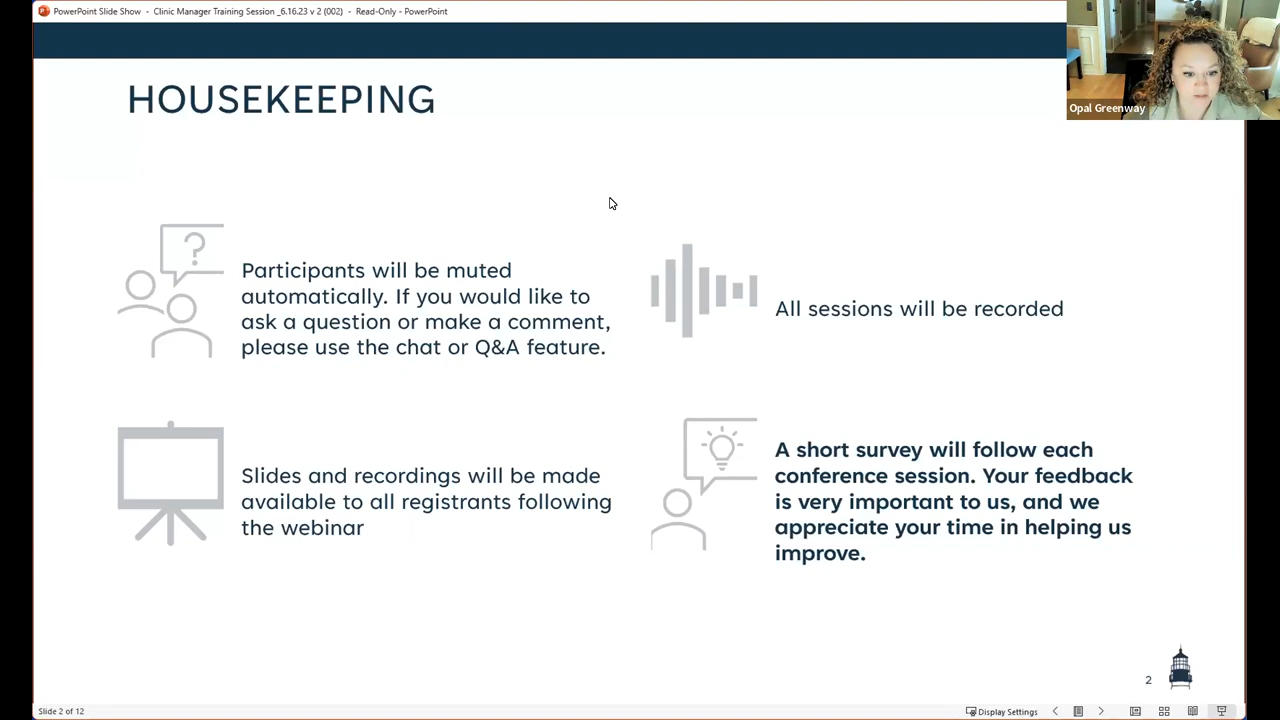 PowerPoint Slide Show - Clinic Manager Training Session _6.16.23 v 2 (002) - Read-Only - PowerPoint
Opal Greenway
HOUSEKEEPING
?
Participants will be muted
automatically. If you would like to
ask a question or make a comment,
please use the chat or Q&A feature.
All sessions will be recorded
Slides and recordings will be made
available to all registrants following
the webinar
A short survey will follow each
conference session. Your feedback
is very important to us, and we
appreciate your time in helping us
improve.
2
Slide 2 of 12
Display Settings